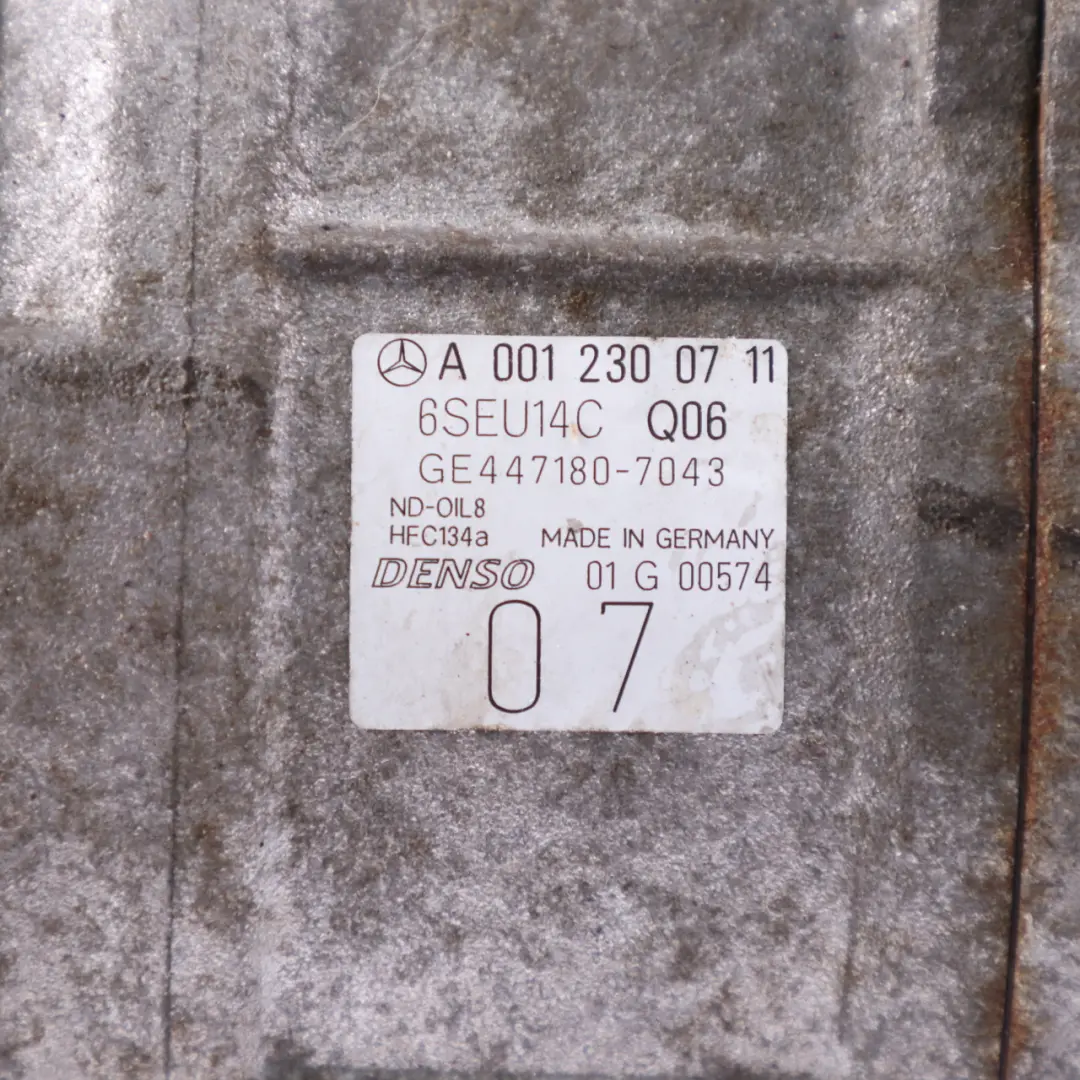 A 001 230 07 11
6SEU14C Q06
GE447180-7043
ND-OIL8
HFC134a MADE IN GERMANY
DENSO 01 G 00574
07